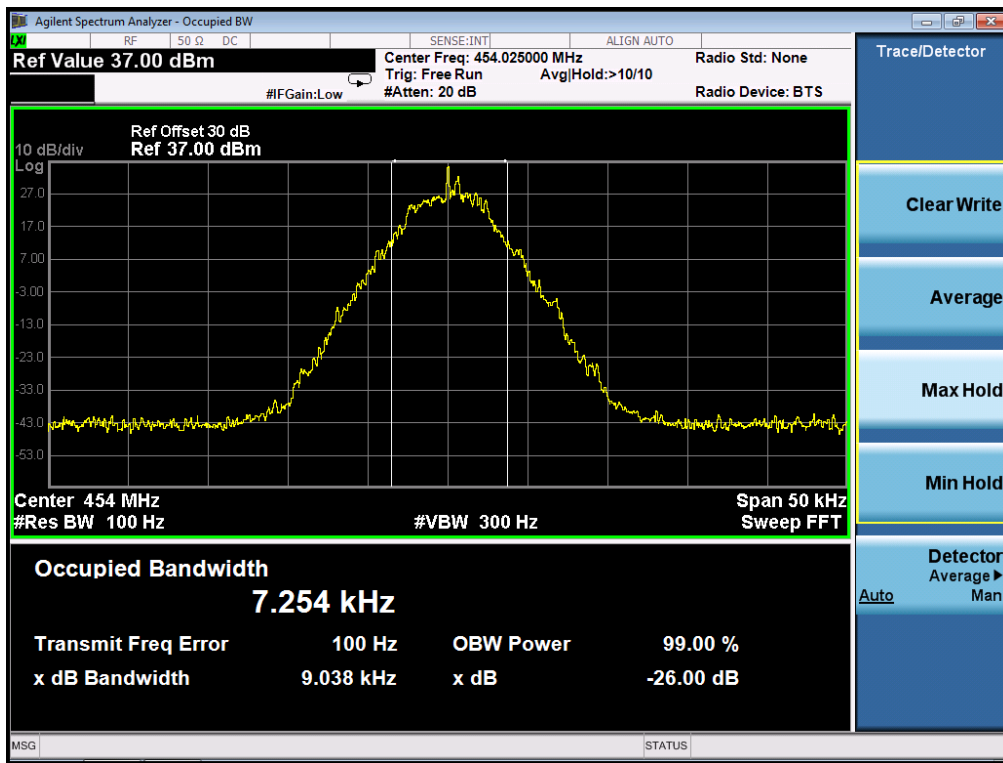 Agilent Spectrum Analyzer - Occupied BW
LXI RF 50 Ω DC SENSE:INT ALIGN AUTO
Ref Value 37.00 dBm
Center Freq: 454.025000 MHz Radio Std: None
Trig: Free Run Avg|Hold:>10/10
#IFGain:Low #Atten: 20 dB Radio Device: BTS
Ref Offset 30 dB
10 dB/div Ref 37.00 dBm
Log
27.0
17.0
7.00
-3.00
-13.0
-23.0
-33.0
-43.0
-53.0
Center 454 MHz Span 50 kHz
#Res BW 100 Hz #VBW 300 Hz Sweep FFT
Occupied Bandwidth
7.254 kHz
Transmit Freq Error 100 Hz OBW Power 99.00 %
x dB Bandwidth 9.038 kHz x dB -26.00 dB
MSG STATUS
Trace/Detector
Clear Write
Average
Max Hold
Min Hold
Detector
Average▶
Auto Man